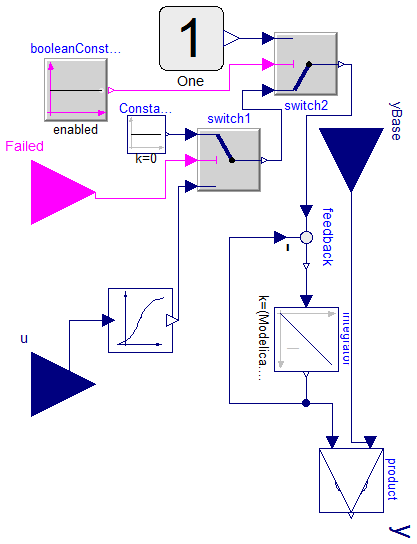 1
One
booleanConst...
enabled
switch2
yBase
Consta...
k=0
switch1
Failed
feedback
u
k=(Modelica....
integrator
product
y